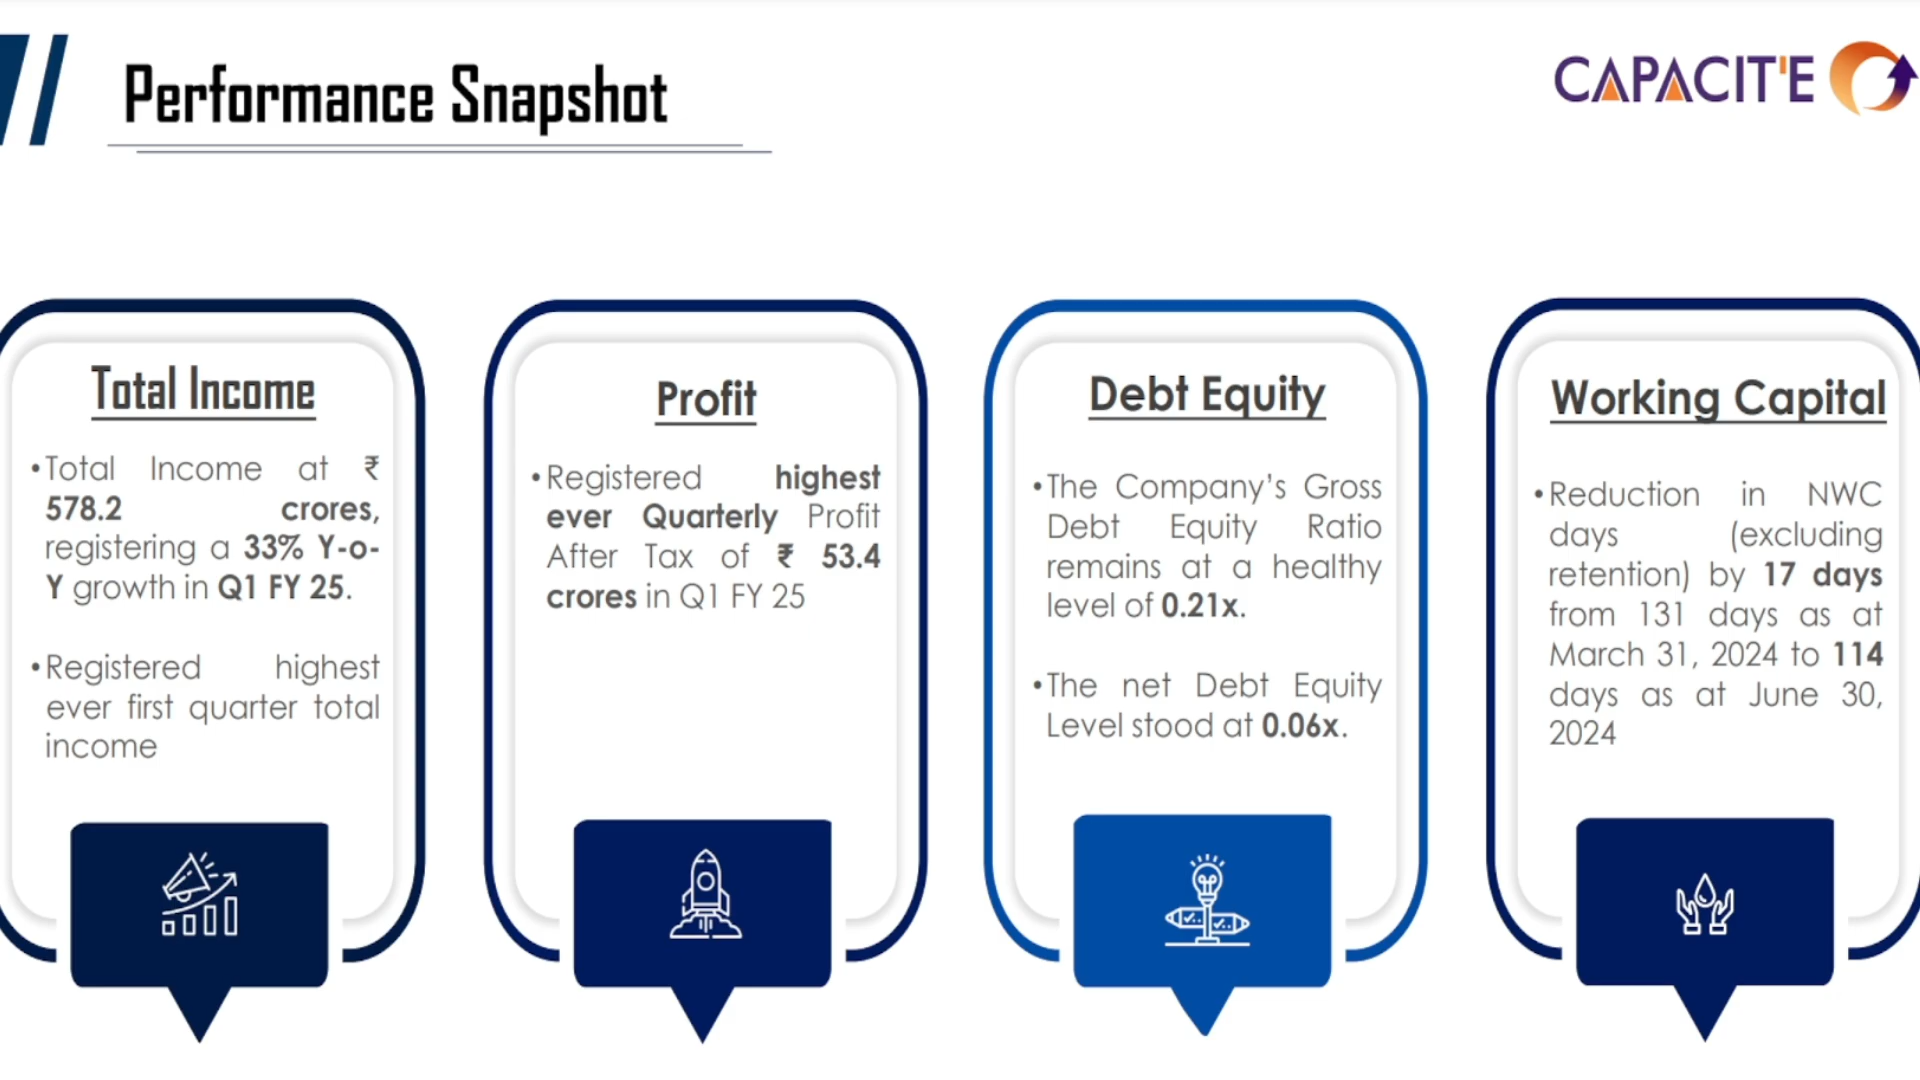 Performance Snapshot
CAPACIT'E
Total Income
•Total Income at ₹
578.2 crores,
registering a 33% Y-o-
Y growth in Q1 FY 25.
•Registered highest
ever first quarter total
income
Profit
•Registered highest
ever Quarterly Profit
After Tax of ₹ 53.4
crores in Q1 FY 25
Debt Equity
•The Company’s Gross
Debt Equity Ratio
remains at a healthy
level of 0.21x.
•The net Debt Equity
Level stood at 0.06x.
Working Capital
•Reduction in NWC
days (excluding
retention) by 17 days
from 131 days as at
March 31, 2024 to 114
days as at June 30,
2024